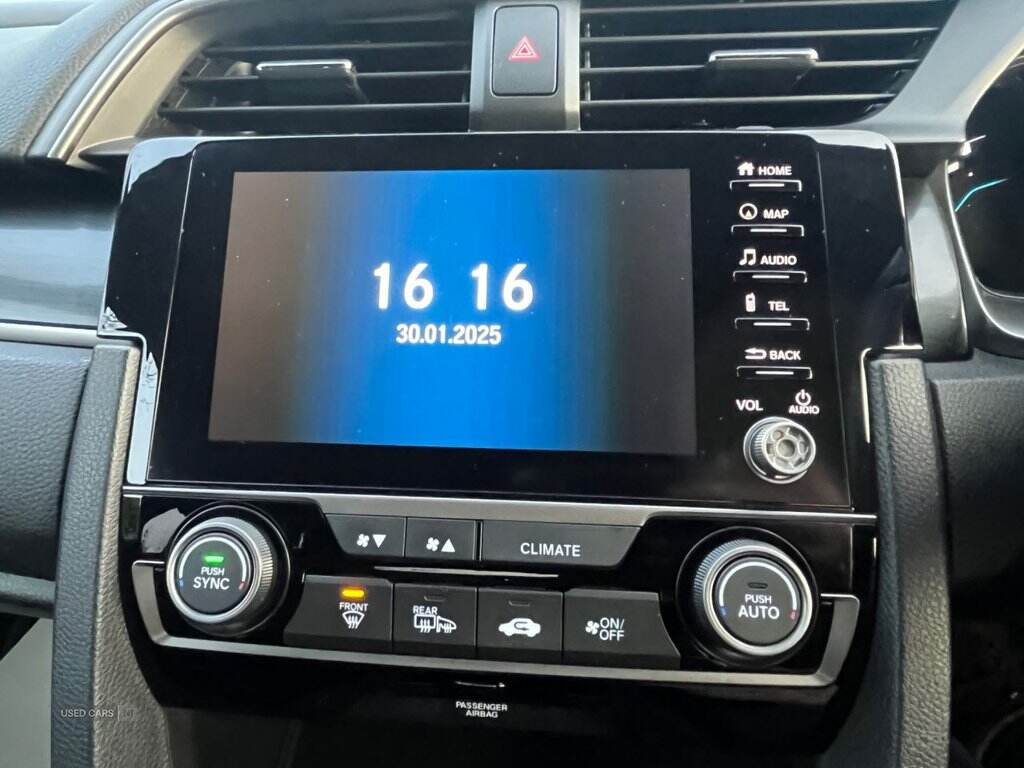 HOME
MAP
AUDIO
TEL
BACK
VOL
AUDIO
16 16
30.01.2025
CLIMATE
PUSH
SYNC
FRONT
REAR
ON/
OFF
PUSH
AUTO
PASSENGER
AIRBAG
USED CARS